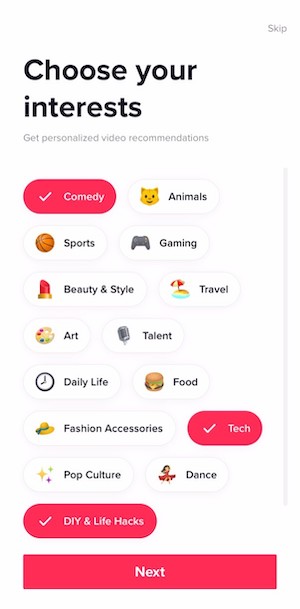 Skip
Choose your
interests
Get personalized video recommendations
Comedy Animals
Sports Gaming
Beauty & Style Travel
Art Talent
Daily Life Food
Fashion Accessories Tech
Pop Culture Dance
DIY & Life Hacks
Next